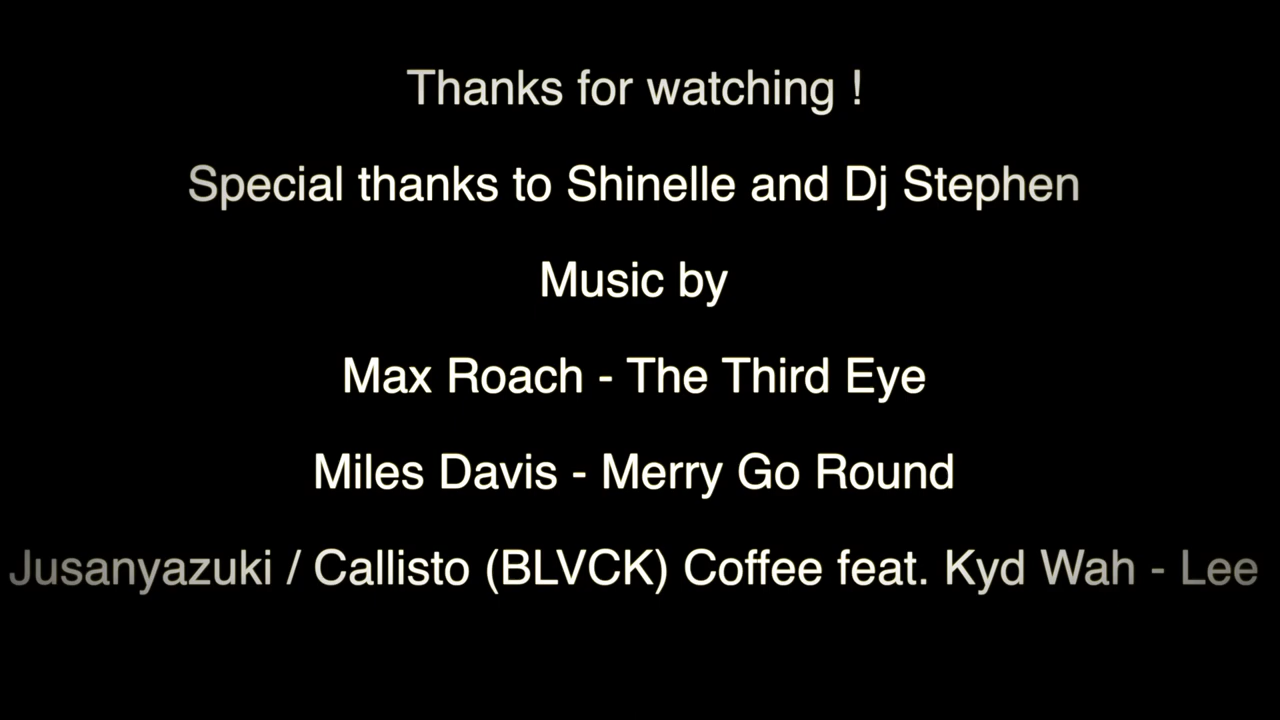 Thanks for watching !
Special thanks to Shinelle and Dj Stephen
Music by
Max Roach - The Third Eye
Miles Davis - Merry Go Round
Jusanyazuki / Callisto (BLVCK) Coffee feat. Kyd Wah - Lee